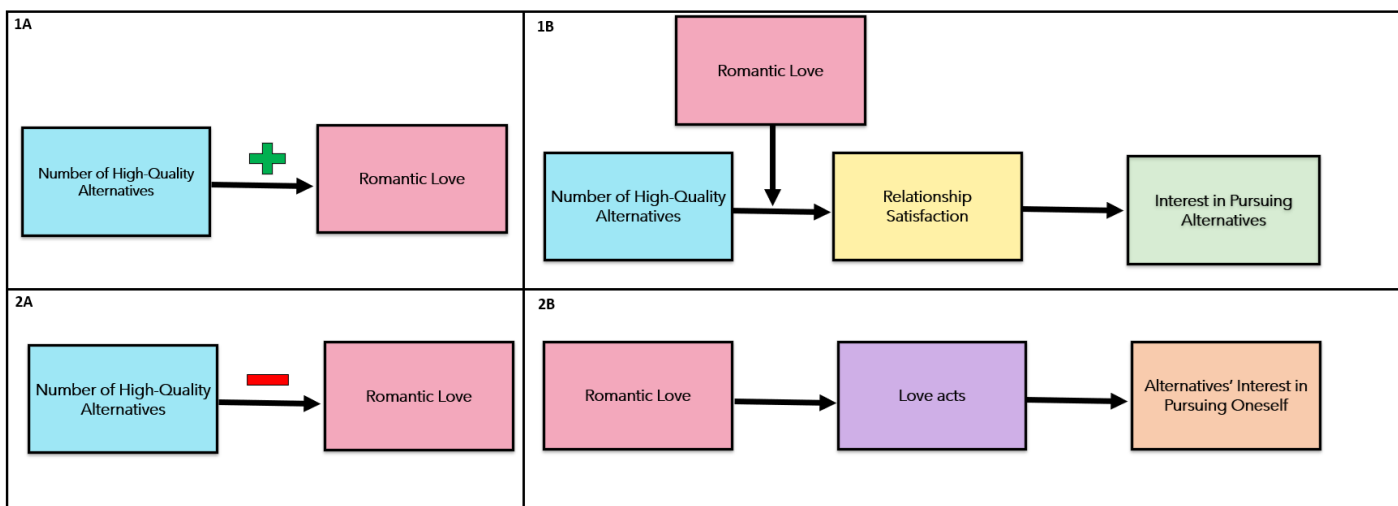 1A
Number of High-Quality
Alternatives
Romantic Love
1B
Romantic Love
Number of High-Quality
Alternatives
Relationship
Satisfaction
Interest in Pursuing
Alternatives
2A
Number of High-Quality
Alternatives
Romantic Love
2B
Romantic Love
Love acts
Alternatives' Interest in
Pursuing Oneself